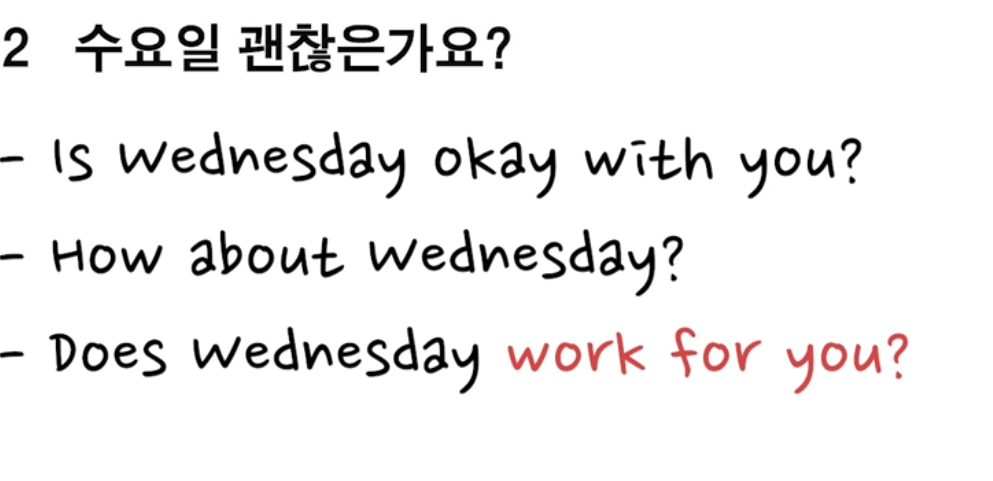 2 수요일 괜찮은가요?
- Is Wednesday okay with you?
- How about Wednesday?
- Does Wednesday work for you?